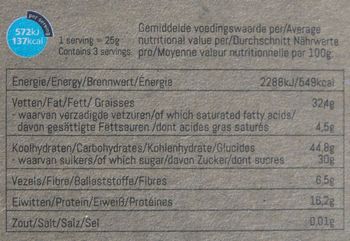 per serving
572kJ
137kcal
1 serving = 25g
Contains 3 servings
Gemiddelde voedingswaarde per/Average
nutritional value per/Durchschnitt Nährwerte
pro/Moyenne valeur nutritionnelle per 100g:
Energie/Energy/Brennwert/Energie 2288kJ/549kcal
Vetten/Fat/Fett/ Graisses 32,4g
- waarvan verzadigde vetzuren/of which saturated fatty acids/
davon gesättigte Fettsauren /dont acides gras saturés 4,5g
Koolhydraten/Carbohydrates/Kohlenhydrate/Glucides 44,8g
- waarvan suikers/of which sugar/davon Zucker/dont sucres 30g
Vezels/Fibre/Ballaststoffe/Fibres 6,5g
Eiwitten/Protein/Eiweiß/Protéines 16,2g
Zout/Salt/Salz/Sel 0,01g